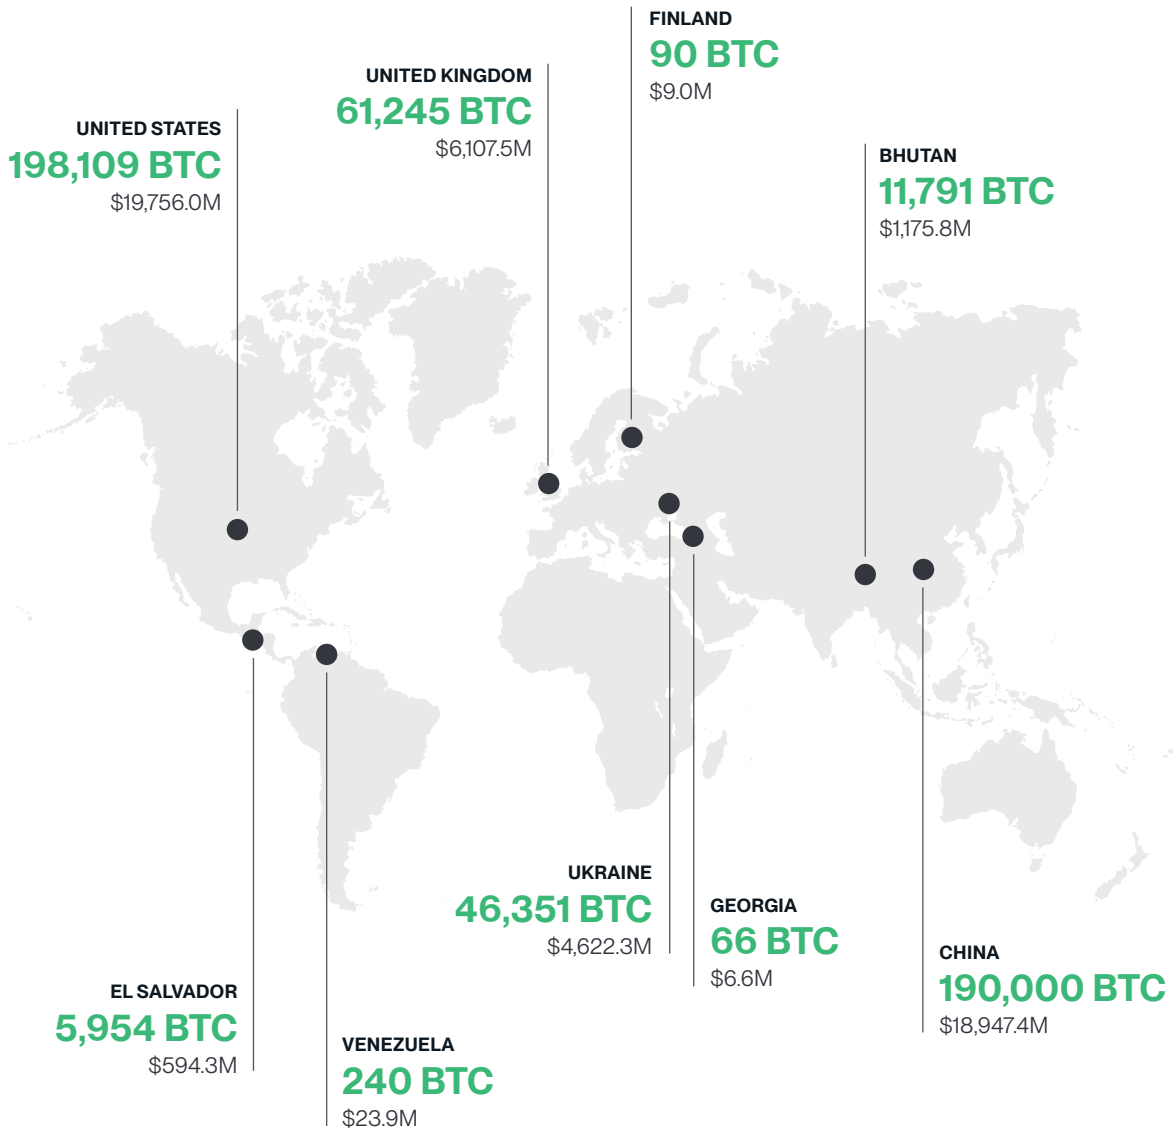 FINLAND
90 BTC
$9.0M
UNITED KINGDOM
61,245 BTC
$6,107.5M
UNITED STATES
198,109 BTC
$19,756.0M
BHUTAN
11,791 BTC
$1,175.8M
UKRAINE
46,351 BTC
$4,622.3M
GEORGIA
66 BTC
$6.6M
CHINA
190,000 BTC
$18,947.4M
EL SALVADOR
5,954 BTC
$594.3M
VENEZUELA
240 BTC
$23.9M